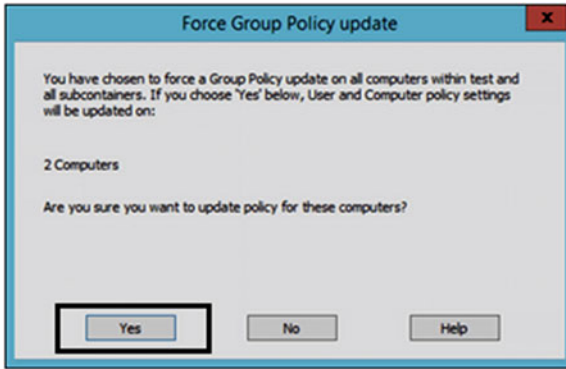 Force Group Policy update
x
You have chosen to force a Group Policy update on all computers within test and
all subcontainers. If you choose 'Yes' below, User and Computer policy settings
will be updated on:
2 Computers
Are you sure you want to update policy for these computers?
Yes
No
Help